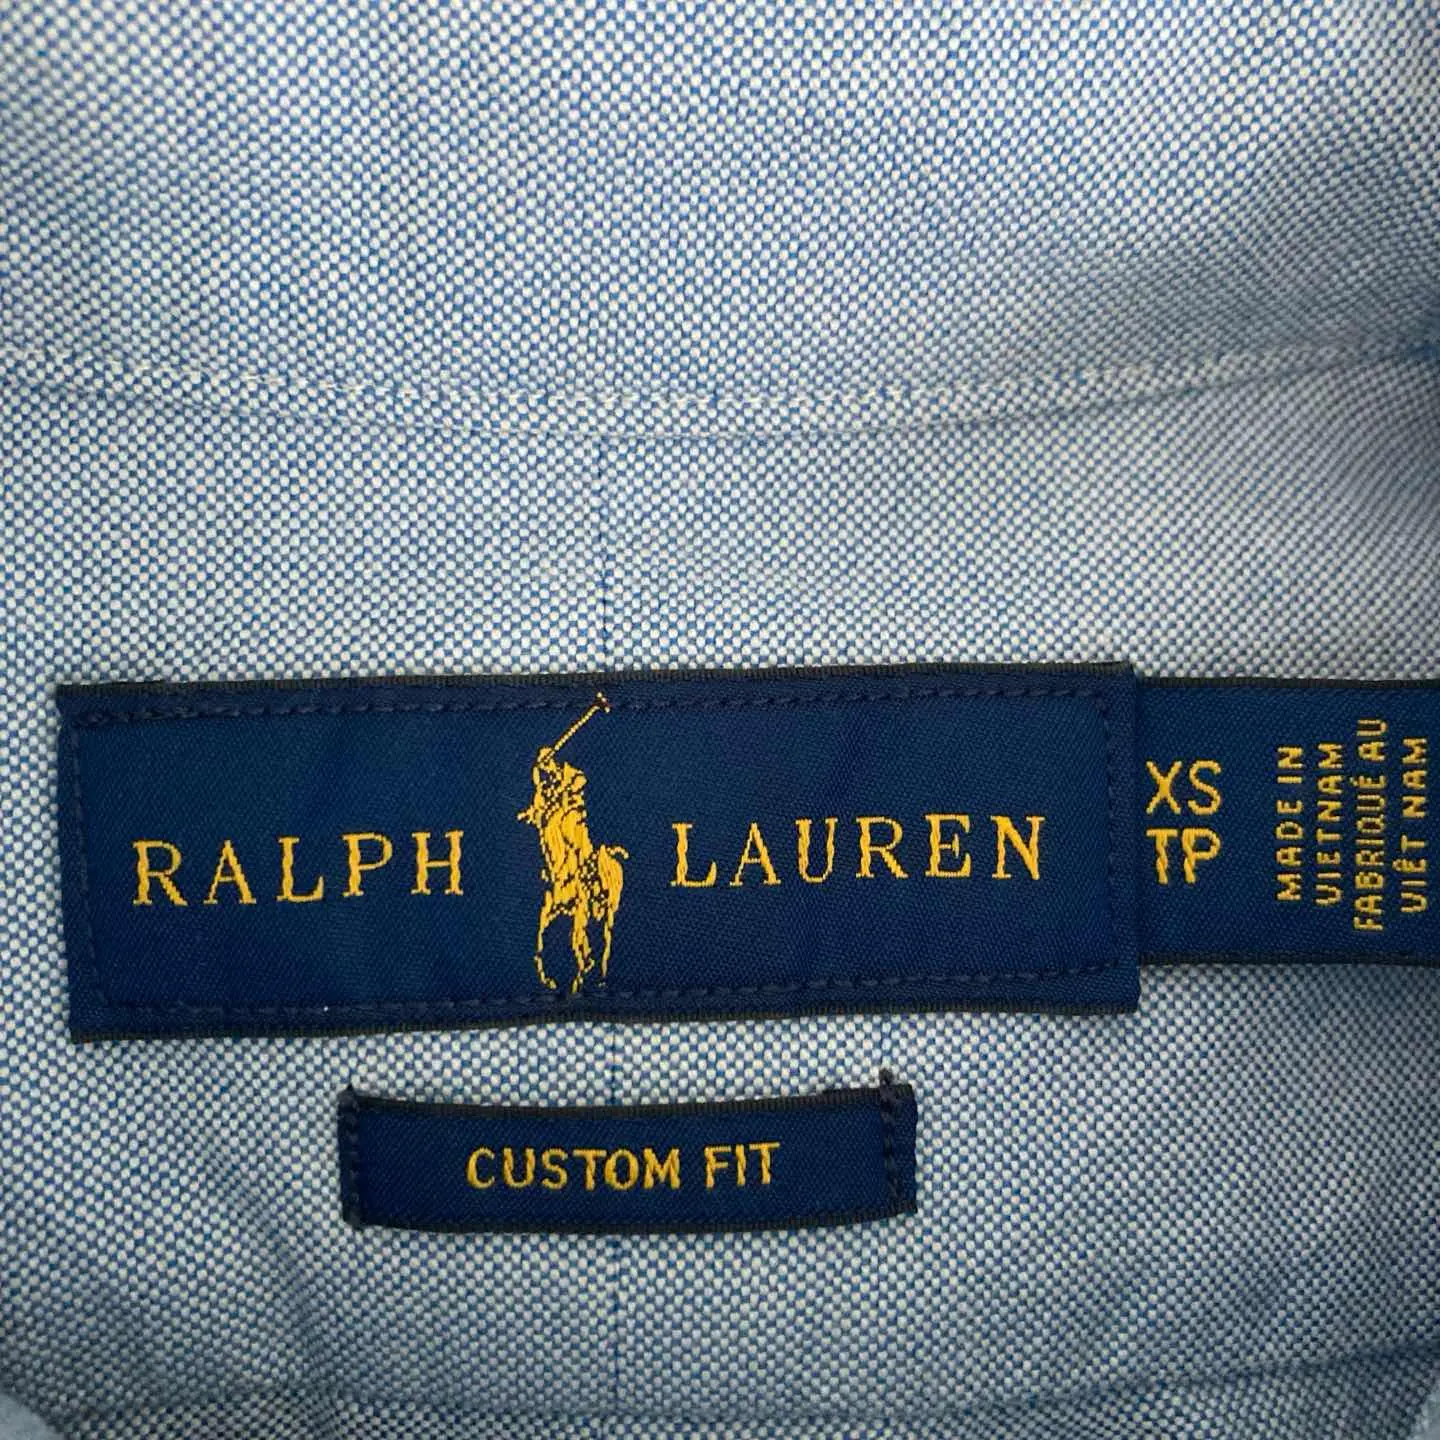 RALPH LAUREN
XS
TP
MADE IN
VIETNAM
FABRIQUÉ AU
VIÊT NAM
CUSTOM FIT